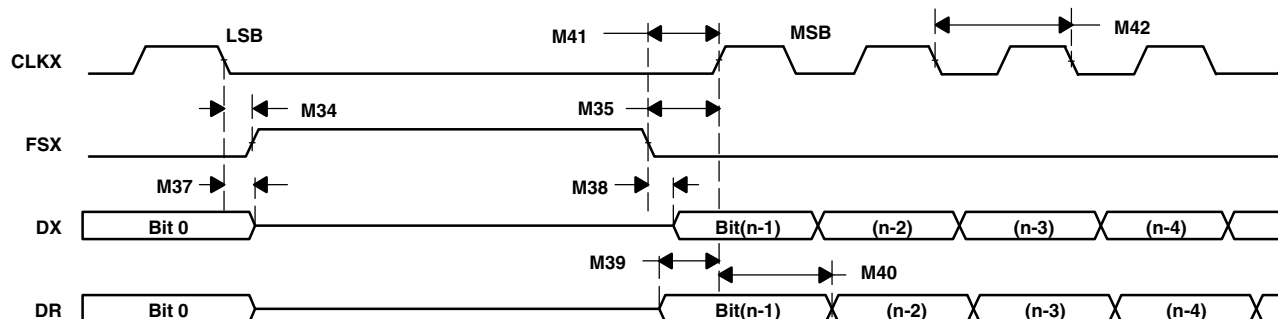 LSB M41 MSB M42
CLKX
M34 M35
FSX
M37 M38
DX Bit 0 Bit(n-1) (n-2) (n-3) (n-4)
M39 M40
DR Bit 0 Bit(n-1) (n-2) (n-3) (n-4)